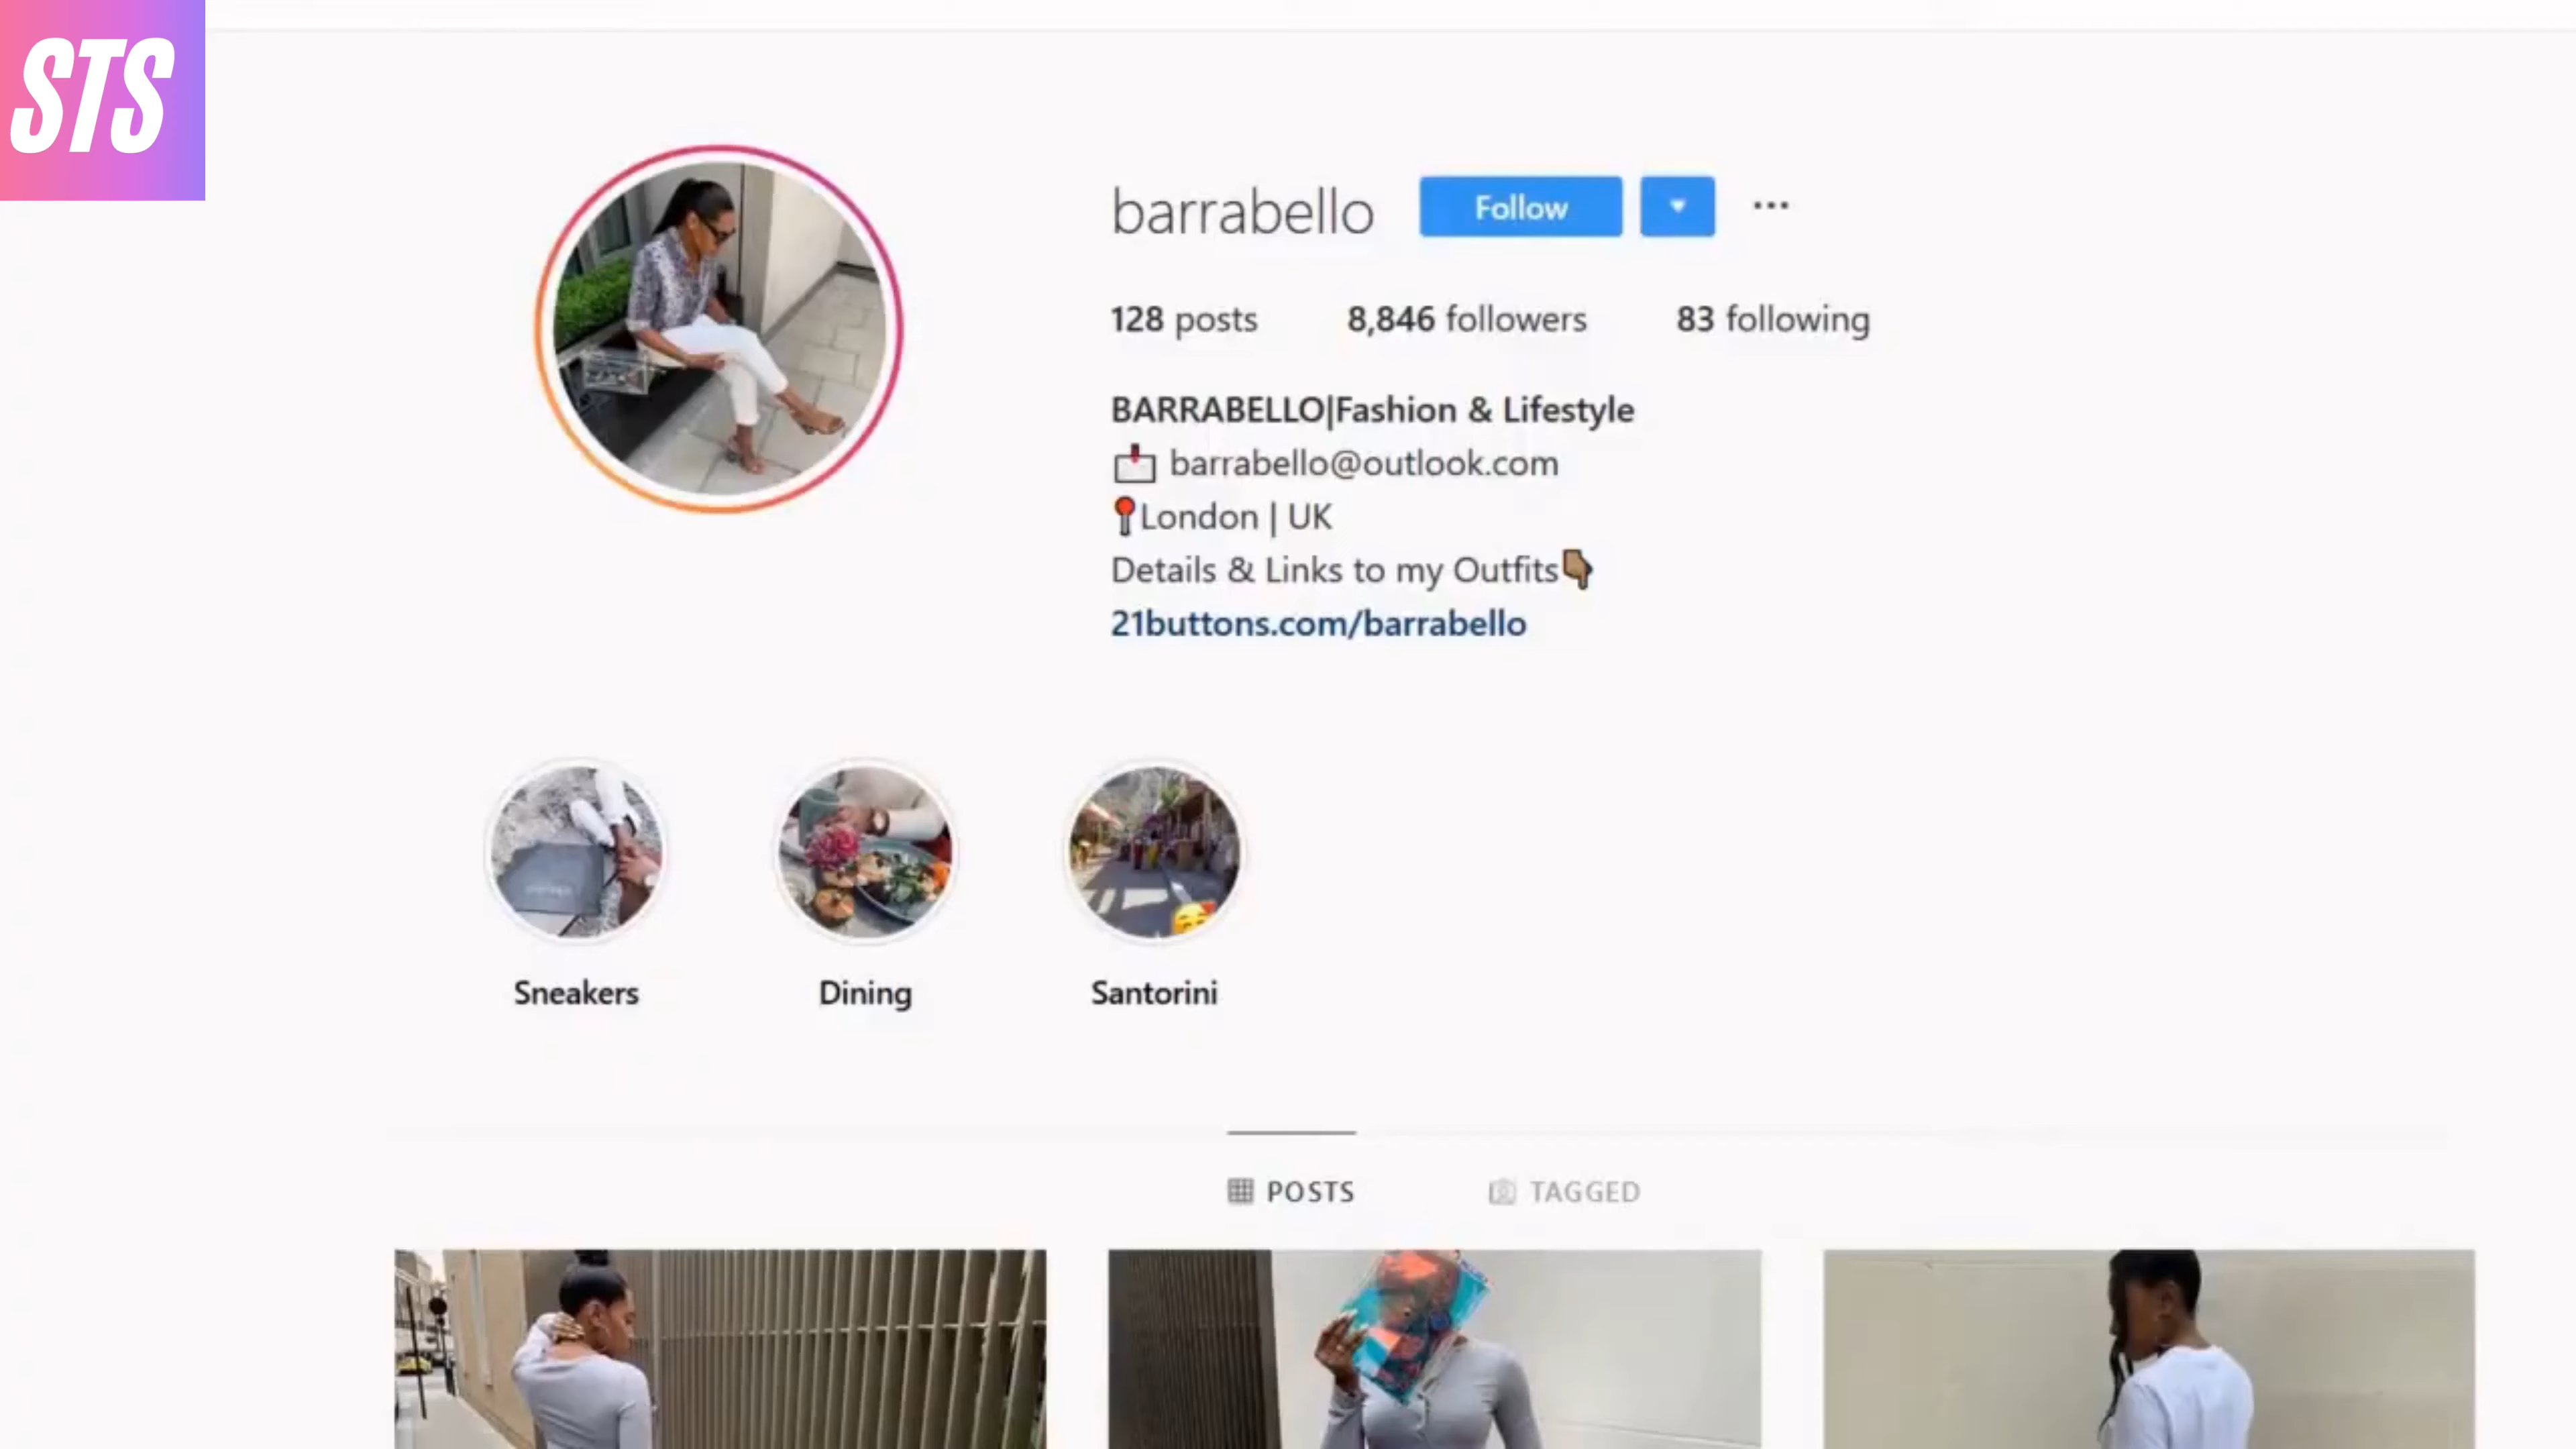 STS
barrabello Follow
128 posts 8,846 followers 83 following
BARRABELLO|Fashion & Lifestyle
barrabello@outlook.com
London | UK
Details & Links to my Outfits
21buttons.com/barrabello
Sneakers Dining Santorini
POSTS TAGGED